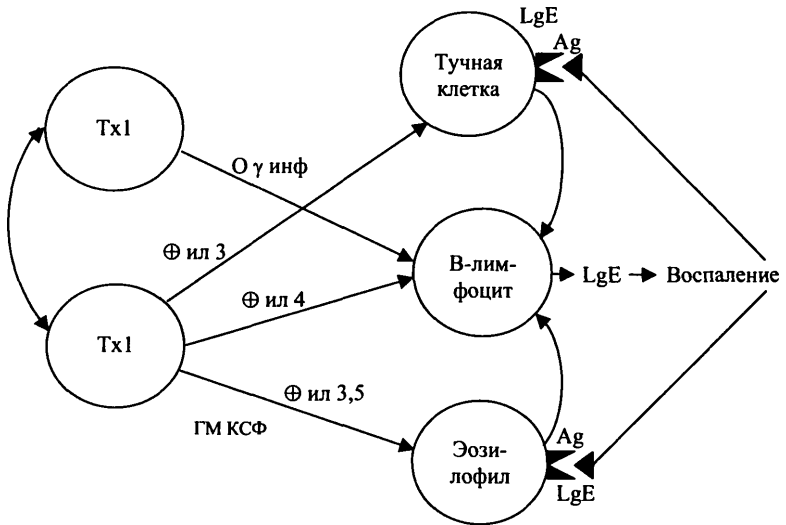 LgE
Ag
Тучная
клетка
Тх1
О γ инф
⊕ ил 3
В-лим-
фоцит
LgE
Воспаление
⊕ ил 4
Тх1
⊕ ил 3,5
ГМ КСФ
Эози-
лофил
Ag
LgE